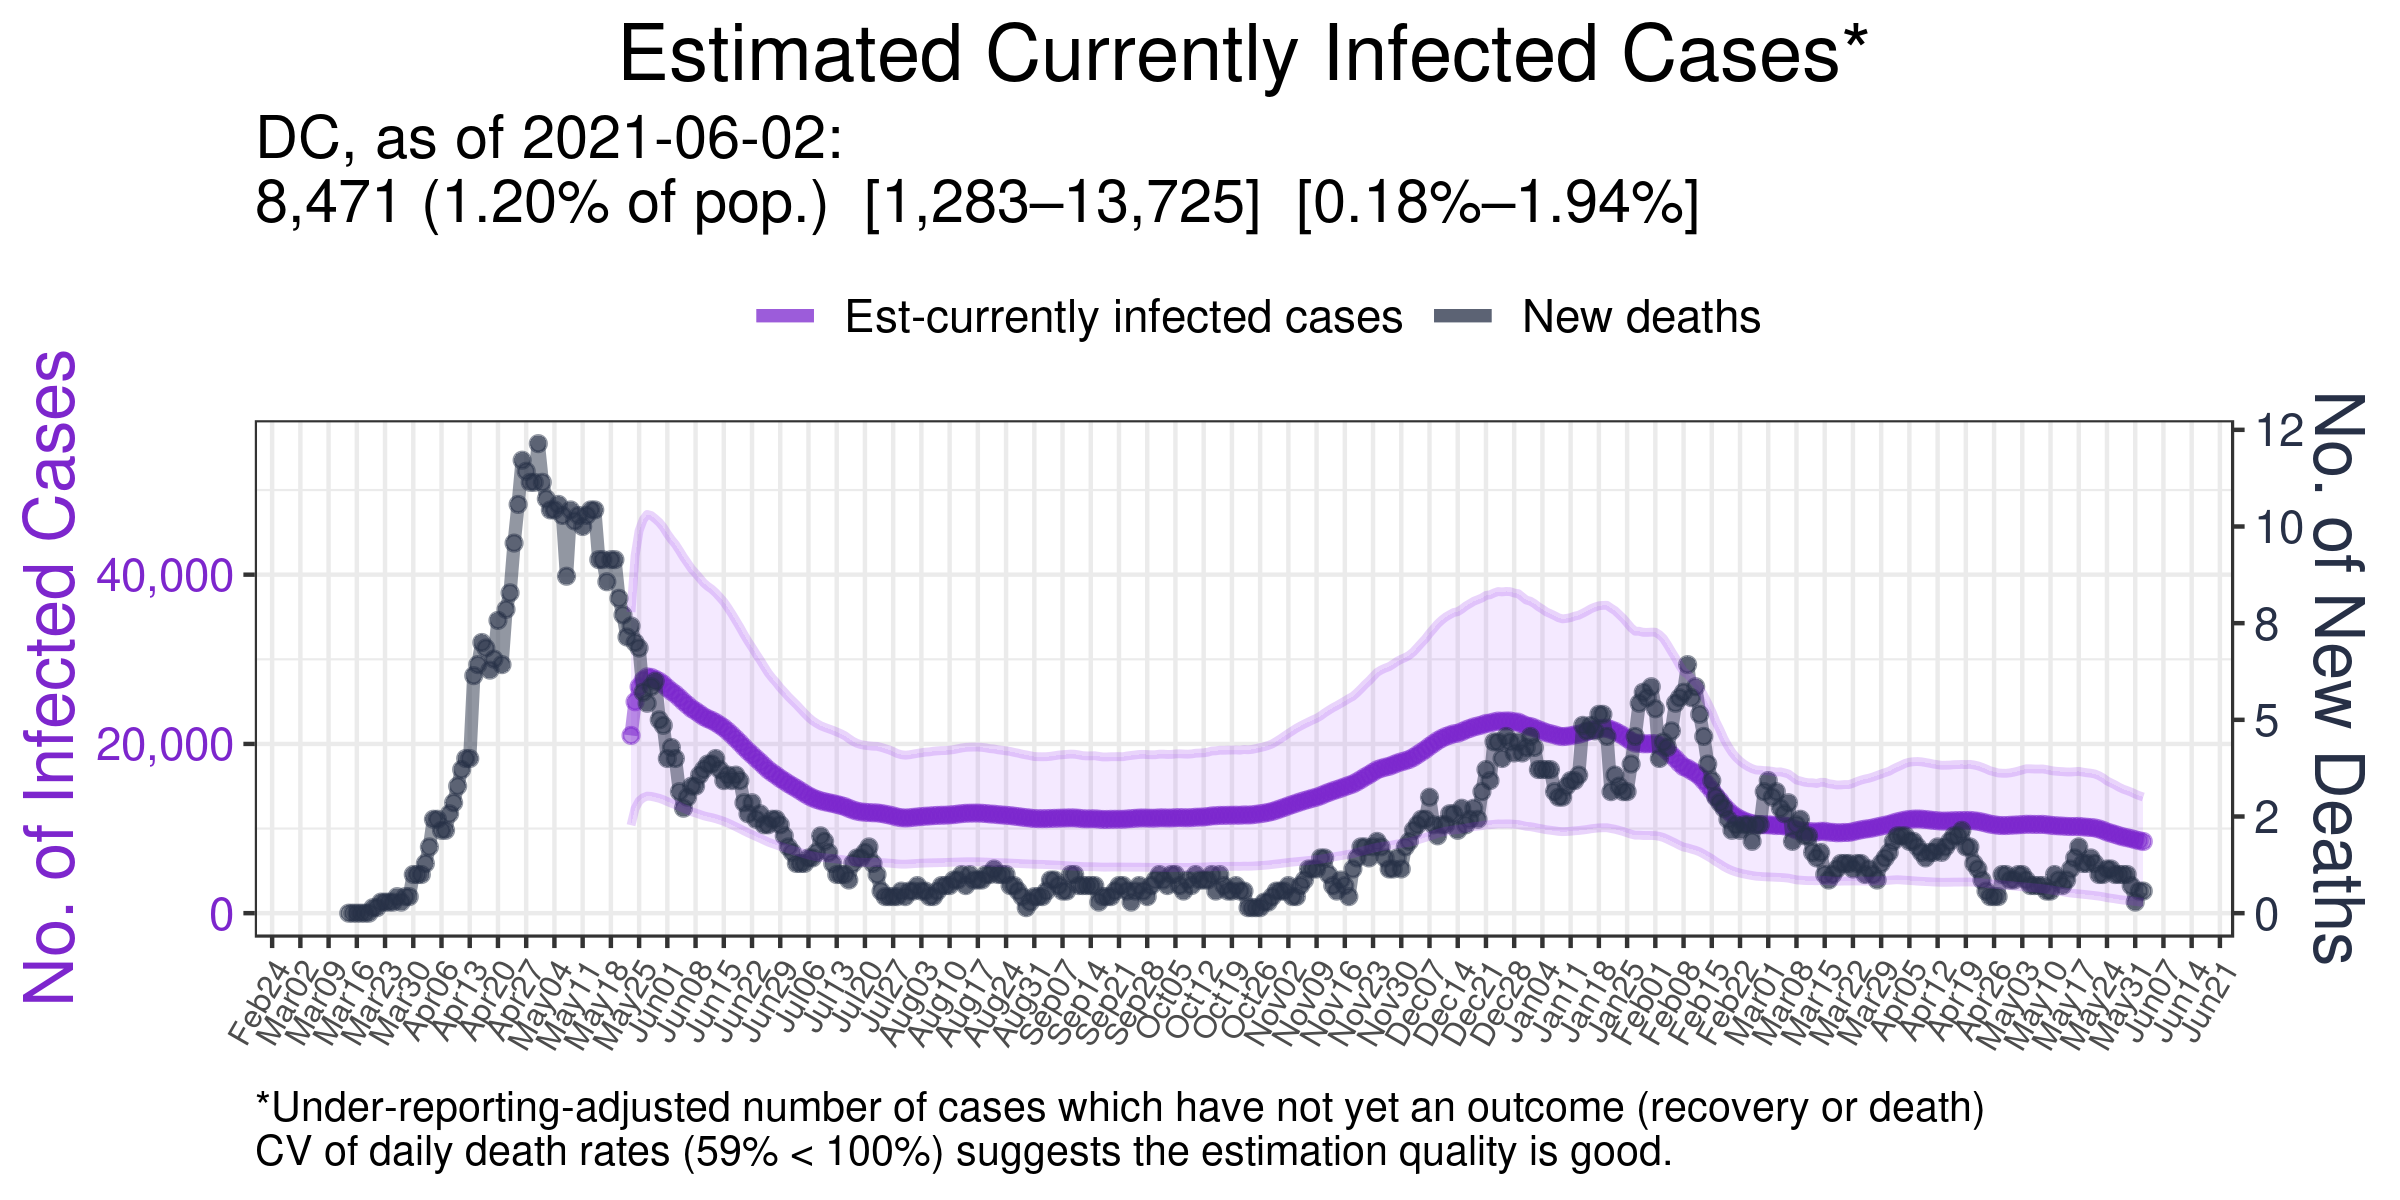 Estimated Currently Infected Cases*
DC, as of 2021-06-02:
8,471 (1.20% of pop.) [1,283–13,725] [0.18%–1.94%]
Est-currently infected cases
New deaths
No. of Infected Cases
40,000
20,000
0
12
10
8
5
2
0
No. of New Deaths
Feb24
Mar02
Mar09
Mar16
Mar23
Mar30
Apr06
Apr13
Apr20
Apr27
May04
May11
May18
May25
Jun01
Jun08
Jun15
Jun22
Jun29
Jul06
Jul13
Jul20
Jul27
Aug03
Aug10
Aug17
Aug24
Aug31
Sep07
Sep14
Sep21
Sep28
Oct05
Oct12
Oct19
Oct26
Nov02
Nov09
Nov16
Nov23
Nov30
Dec07
Dec14
Dec21
Dec28
Jan04
Jan11
Jan18
Jan25
Feb01
Feb08
Feb15
Feb22
Mar01
Mar08
Mar15
Mar22
Mar29
Apr05
Apr12
Apr19
Apr26
May03
May10
May17
May24
May31
Jun07
Jun14
Jun21
*Under-reporting-adjusted number of cases which have not yet an outcome (recovery or death)
CV of daily death rates (59% < 100%) suggests the estimation quality is good.